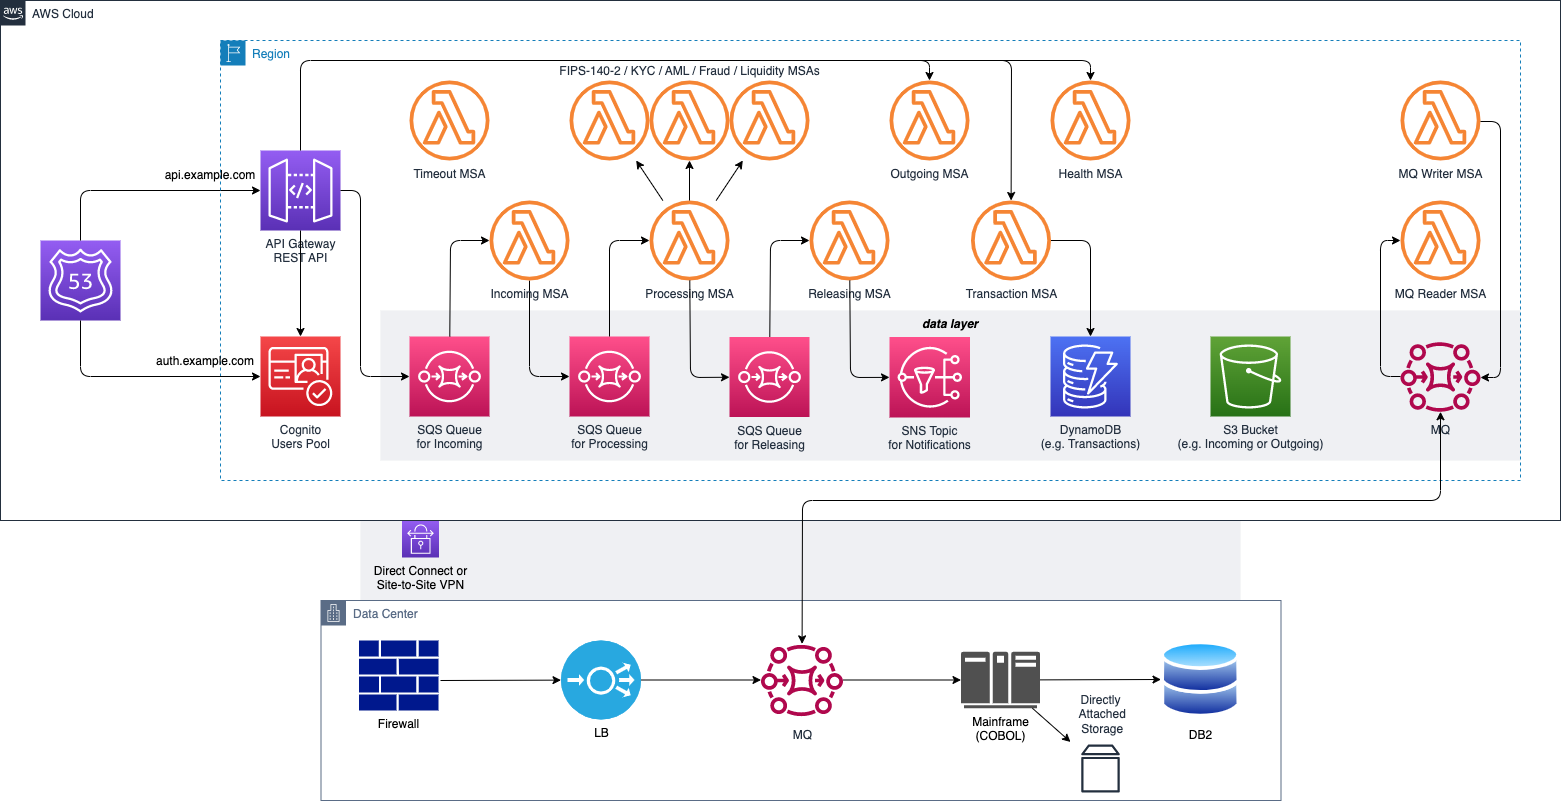 aws
AWS Cloud
Region
FIPS-140-2 / KYC / AML / Fraud / Liquidity MSAs
Timeout MSA
Outgoing MSA
Health MSA
MQ Writer MSA
api.example.com
</>
API Gateway
REST API
53
Incoming MSA
Processing MSA
Releasing MSA
Transaction MSA
MQ Reader MSA
data layer
auth.example.com
Cognito
Users Pool
SQS Queue
for Incoming
SQS Queue
for Processing
SQS Queue
for Releasing
SNS Topic
for Notifications
DynamoDB
(e.g. Transactions)
S3 Bucket
(e.g. Incoming or Outgoing)
MQ
Direct Connect or
Site-to-Site VPN
Data Center
Firewall
LB
MQ
Mainframe
(COBOL)
Directly
Attached
Storage
DB2